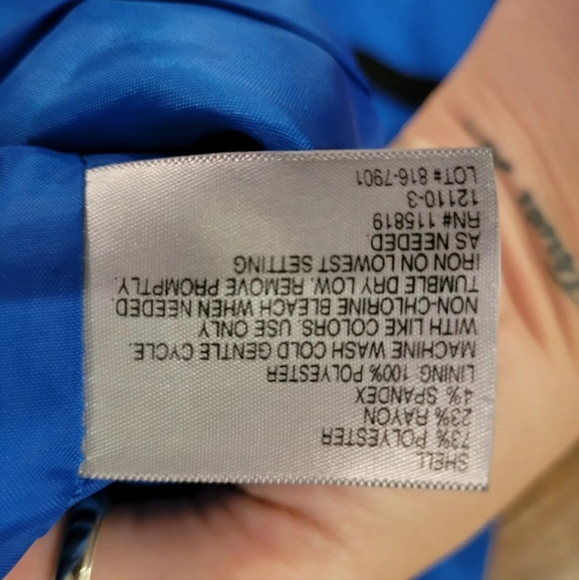 SHELL
73% POLYESTER
23% RAYON
4% SPANDEX
LINING 100% POLYESTER
MACHINE WASH COLD GENTLE CYCLE.
WITH LIKE COLORS. USE ONLY
NON-CHLORINE BLEACH WHEN NEEDED.
TUMBLE DRY LOW. REMOVE PROMPTLY.
IRON ON LOWEST SETTING
AS NEEDED
RN# 115819
12110-3
LOT# 816-7901